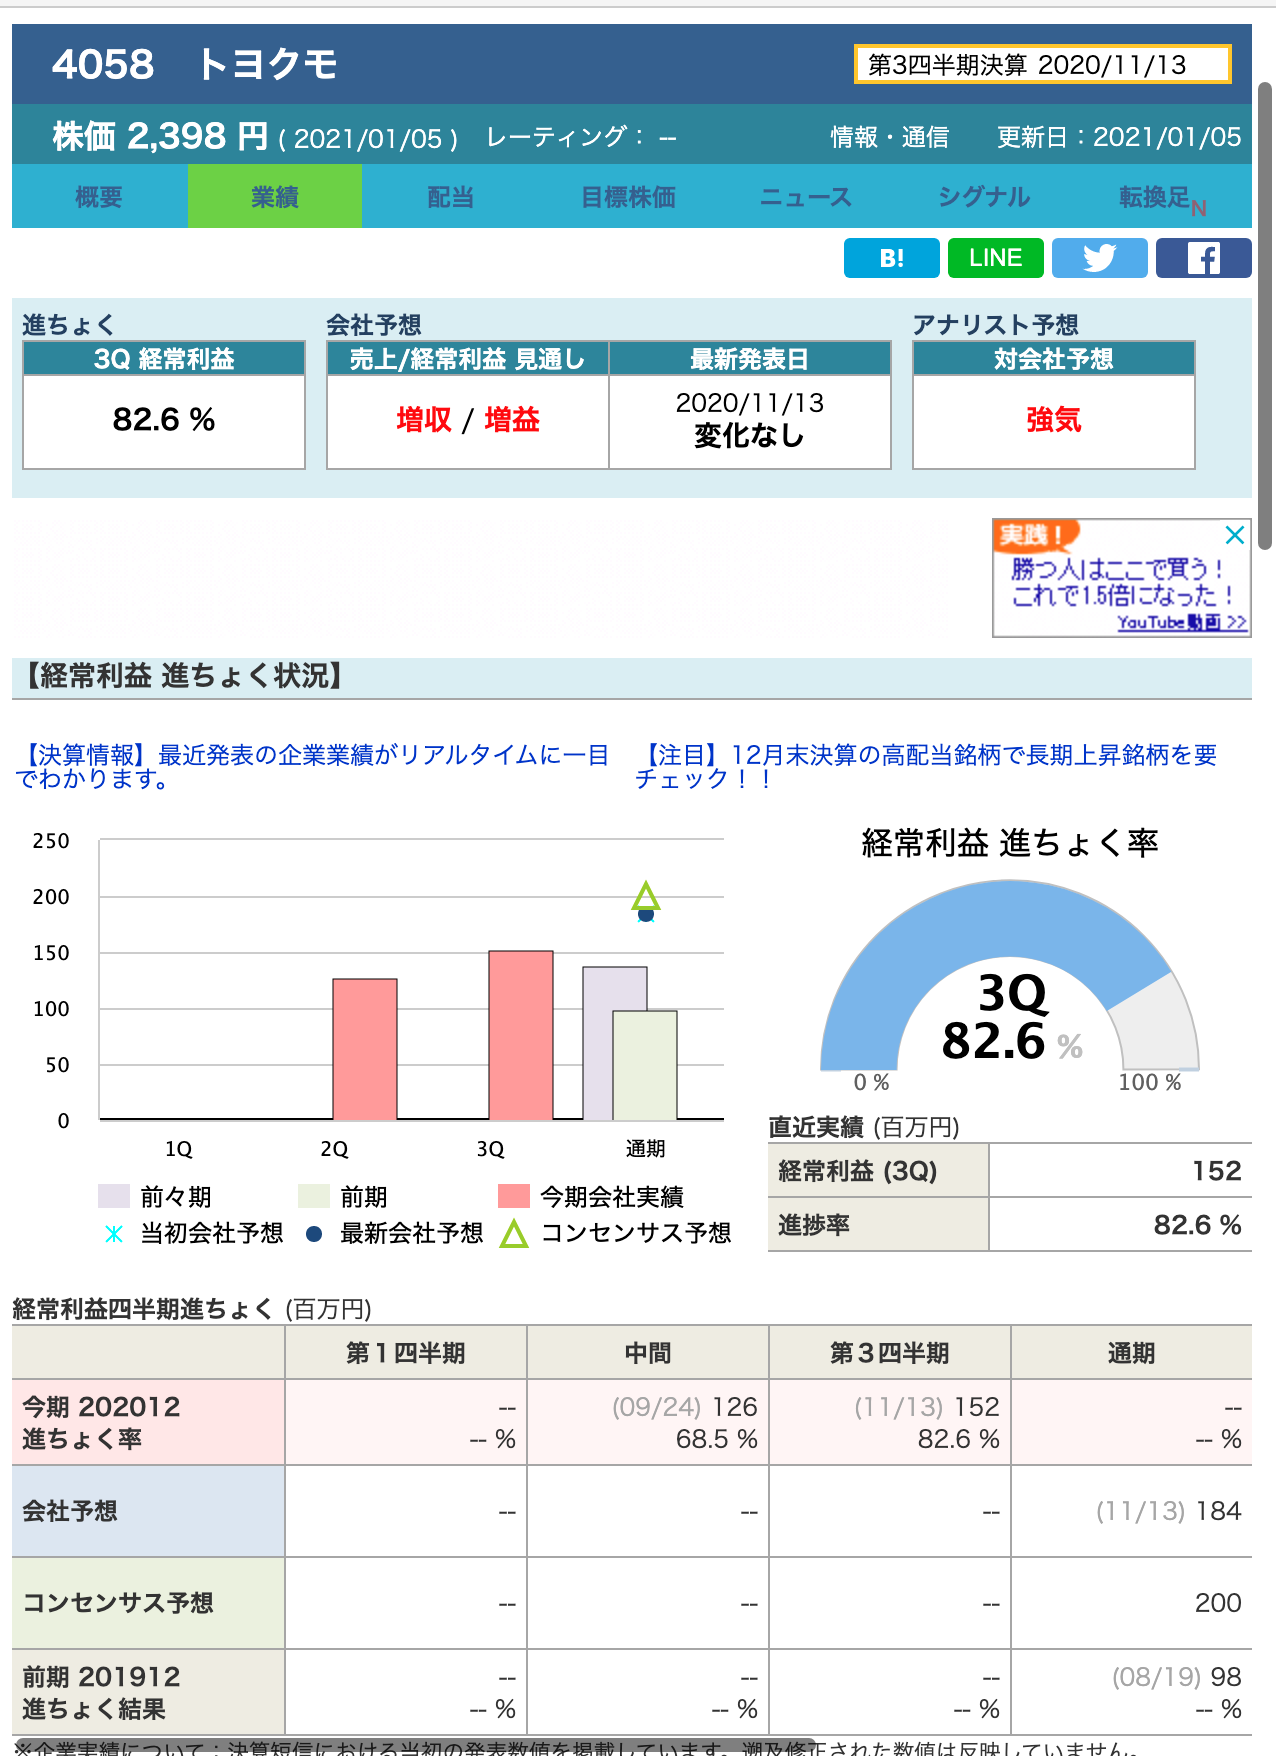 4058 トヨクモ
第3四半期決算 2020/11/13
株価 2,398 円 ( 2021/01/05 ) レーティング： -- 情報・通信 更新日：2021/01/05
概要 業績 配当 目標株価 ニュース シグナル 転換足N
B! LINE
進ちょく 会社予想 アナリスト予想
3Q 経常利益 売上/経常利益 見通し 最新発表日 対会社予想
82.6 % 増収 / 増益 2020/11/13 強気
変化なし
実践！
勝つ人はここで買う！
これで1.5倍になった！
YouTube動画 >>
【経常利益 進ちょく状況】
【決算情報】最近発表の企業業績がリアルタイムに一目
でわかります。
【注目】12月末決算の高配当銘柄で長期上昇銘柄を要
チェック！！
250
200
150
100
50
0
1Q 2Q 3Q 通期
前々期 前期 今期会社実績
当初会社予想 最新会社予想 コンセンサス予想
経常利益 進ちょく率
3Q
82.6 %
0 % 100 %
直近実績 (百万円)
経常利益 (3Q) 152
進捗率 82.6 %
経常利益四半期進ちょく (百万円)
第１四半期 中間 第３四半期 通期
今期 202012 -- (09/24) 126 (11/13) 152 --
進ちょく率 -- % 68.5 % 82.6 % -- %
会社予想 -- -- -- (11/13) 184
コンセンサス予想 -- -- -- 200
前期 201912 -- -- -- (08/19) 98
進ちょく結果 -- % -- % -- % -- %
※企業実績について：決算短信における当初の発表数値を掲載しています。遡及修正された数値は反映していません。